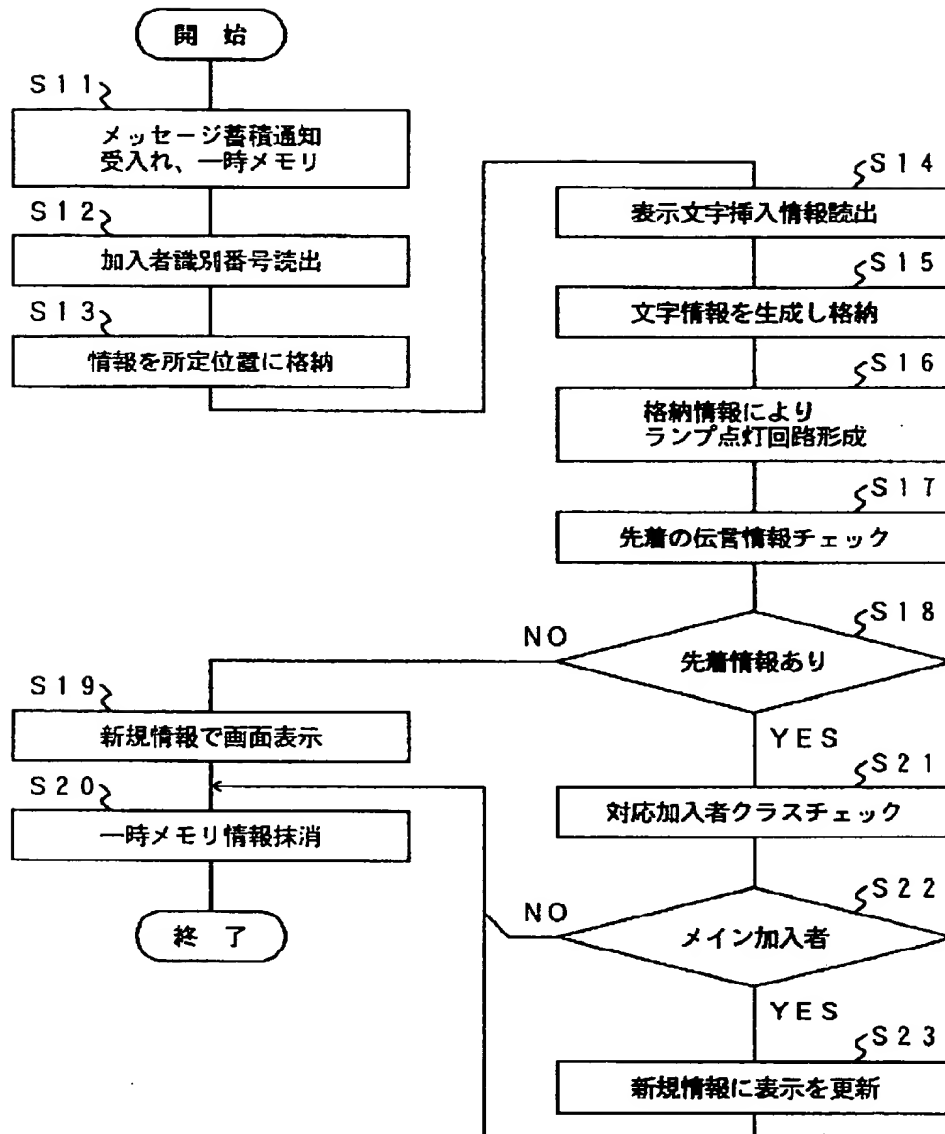 開 始
S11
メッセージ蓄積通知
受入れ、一時メモリ
S12
加入者識別番号読出
S13
情報を所定位置に格納
S14
表示文字挿入情報読出
S15
文字情報を生成し格納
S16
格納情報により
ランプ点灯回路形成
S17
先着の伝言情報チェック
S18
先着情報あり
NO
YES
S19
新規情報で画面表示
S20
一時メモリ情報抹消
終 了
S21
対応加入者クラスチェック
S22
メイン加入者
NO
YES
S23
新規情報に表示を更新